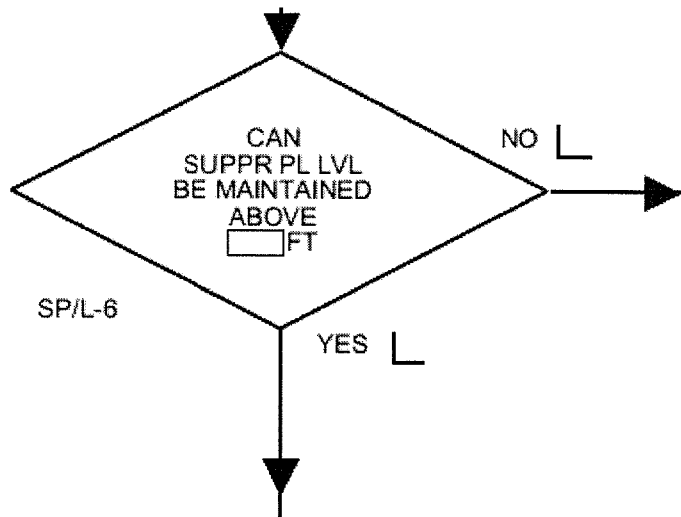 CAN
SUPPR PL LVL
BE MAINTAINED
ABOVE
FT
NO
SP/L-6
YES